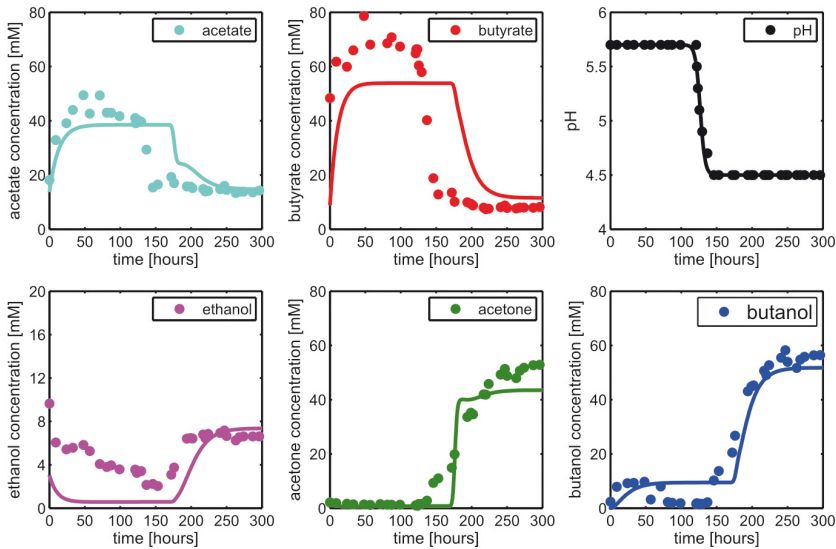 acetate
acetate concentration [mM]
80
60
40
20
0
0 50 100 150 200 250 300
time [hours]
butyrate
butyrate concentration [mM]
80
60
40
20
0
0 50 100 150 200 250 300
time [hours]
pH
pH
6
5.5
5
4.5
4
0 50 100 150 200 250 300
time [hours]
ethanol
ethanol concentration [mM]
20
16
12
8
4
0
0 50 100 150 200 250 300
time [hours]
acetone
acetone concentration [mM]
80
60
40
20
0
0 50 100 150 200 250 300
time [hours]
butanol
butanol concentration [mM]
80
60
40
20
0
0 50 100 150 200 250 300
time [hours]